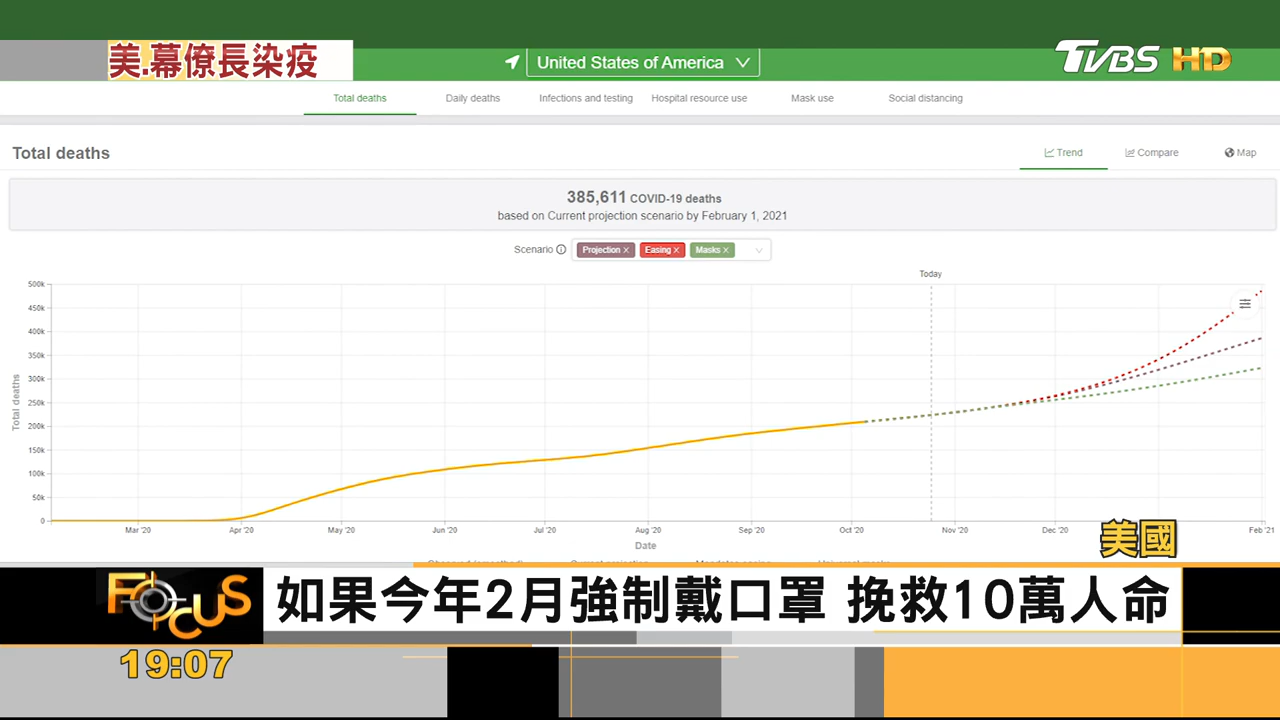 美.幕僚長染疫
United States of America
TVBS HD
Total deaths
Daily deaths
Infections and testing
Hospital resource use
Mask use
Social distancing
Total deaths
Trend
Compare
Map
385,611 COVID-19 deaths
based on Current projection scenario by February 1, 2021
Scenario
Projection ×
Easing ×
Masks ×
Today
500k
450k
400k
350k
300k
250k
200k
150k
100k
50k
0
Total deaths
Mar '20
Apr '20
May '20
Jun '20
Jul '20
Aug '20
Sep '20
Oct '20
Nov '20
Dec '20
Feb '21
Date
美國
FOCUS
如果今年2月強制戴口罩 挽救10萬人命
19:07